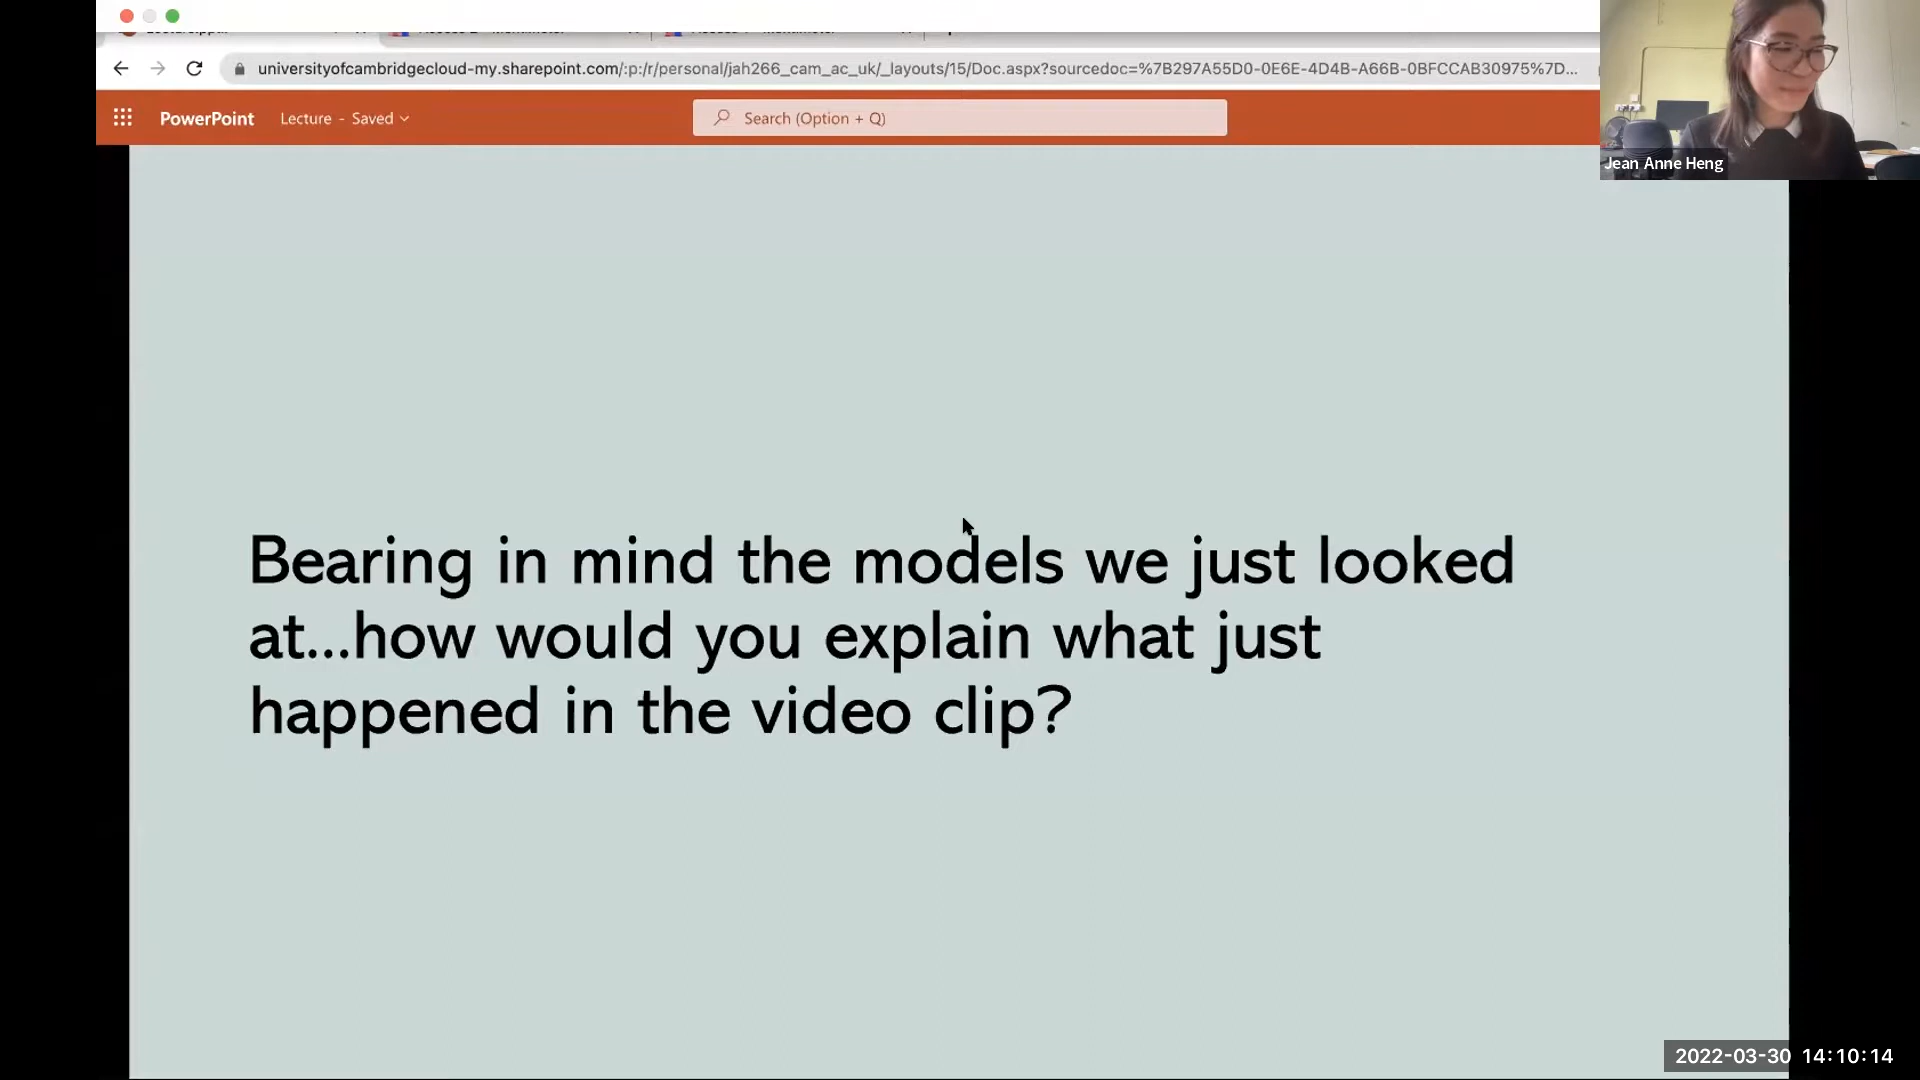 universityofcambridgecloud-my.sharepoint.com/:p:/r/personal/jah266_cam_ac_uk/_layouts/15/Doc.aspx?sourcedoc=%7B297A55D0-0E6E-4D4B-A66B-0BFCCAB30975%7D...
PowerPoint Lecture - Saved Search (Option + Q)
Jean Anne Heng
Bearing in mind the models we just looked
at...how would you explain what just
happened in the video clip?
2022-03-30 14:10:14